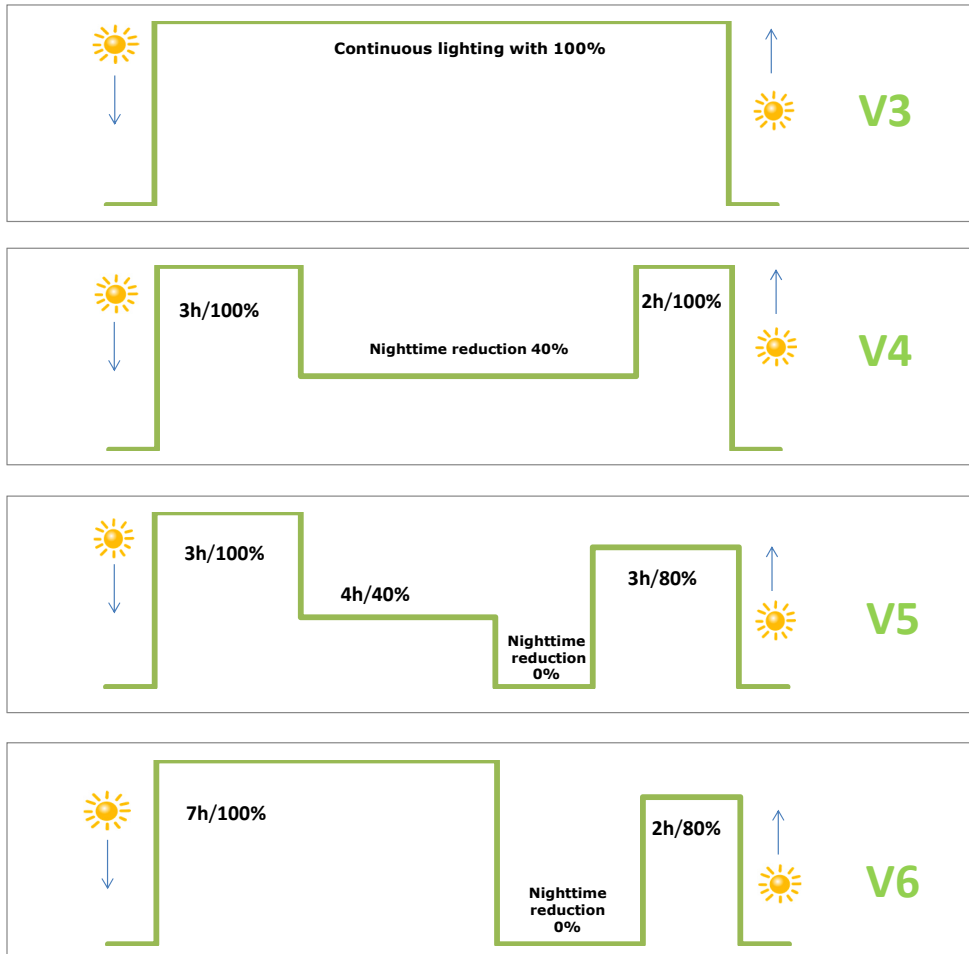 Continuous lighting with 100%
V3
3h/100%
2h/100%
Nighttime reduction 40%
V4
3h/100%
4h/40%
3h/80%
Nighttime
reduction
0%
V5
7h/100%
2h/80%
Nighttime
reduction
0%
V6